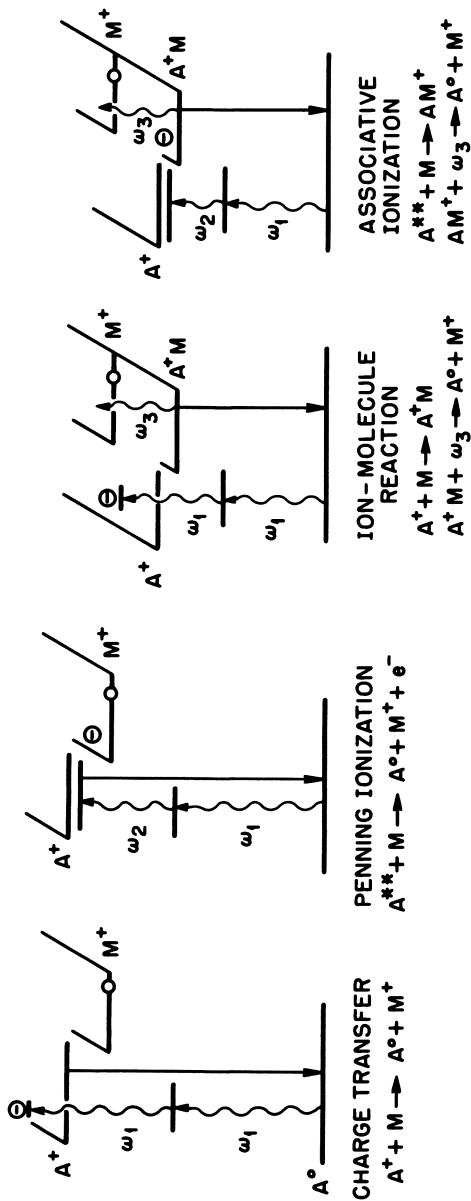 ⊖
A⁺
M⁺
ω₁
ω₁
A°
CHARGE TRANSFER
A⁺ + M → A° + M⁺
A⁺
⊖
M⁺
ω₂
ω₁
PENNING IONIZATION
A** + M → A° + M⁺ + e⁻
⊖
A⁺
M⁺
ω₃
A⁺M
ω₁
ω₁
ION-MOLECULE
REACTION
A⁺ + M → A⁺M
A⁺M + ω₃ → A° + M⁺
A⁺
M⁺
ω₃
⊖
A⁺M
ω₂
ω₁
ASSOCIATIVE
IONIZATION
A** + M → AM⁺
AM⁺ + ω₃ → A° + M⁺